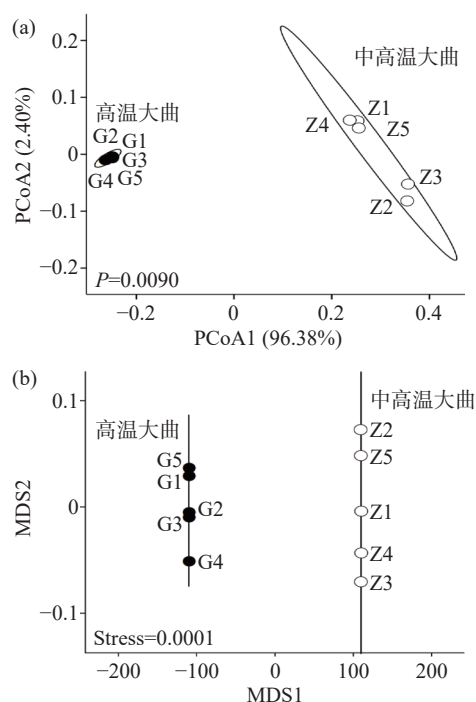 (a)
0.2
0.1
0
−0.1
−0.2
PCoA2 (2.40%)
高温大曲
G2 G1
G3
G4 G5
中高温大曲
Z1
Z4 Z5
Z3
Z2
P=0.0090
−0.2 0 0.2 0.4
PCoA1 (96.38%)
(b)
0.1
0
−0.1
MDS2
高温大曲
G5
G1
G2
G3
G4
中高温大曲
Z2
Z5
Z1
Z4
Z3
Stress=0.0001
−200 −100 0 100 200
MDS1